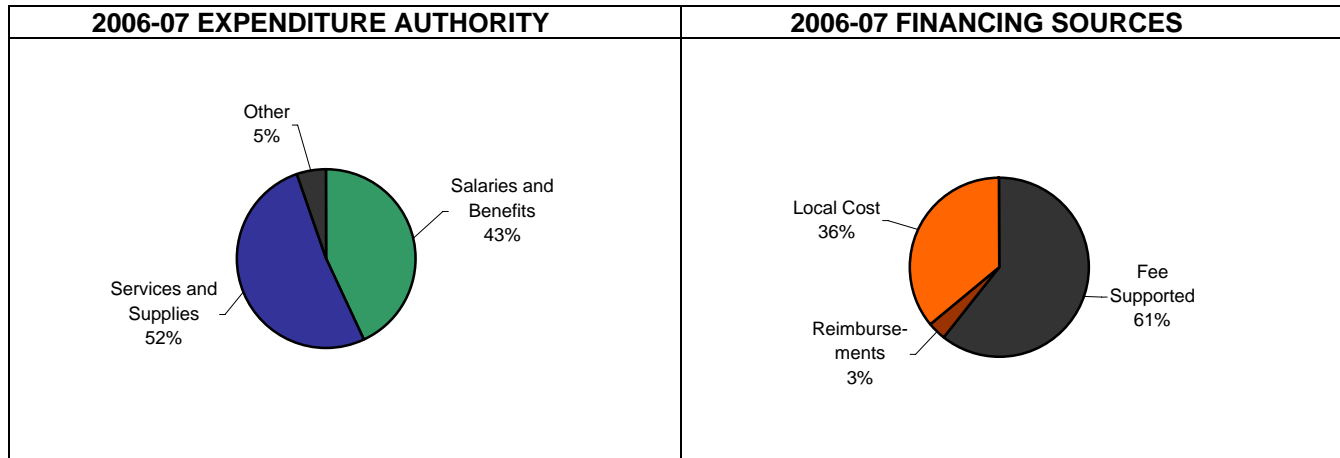 2006-07 EXPENDITURE AUTHORITY
Other
5%
Salaries and
Benefits
43%
Services and
Supplies
52%
2006-07 FINANCING SOURCES
Local Cost
36%
Fee
Supported
61%
Reimburse-
ments
3%